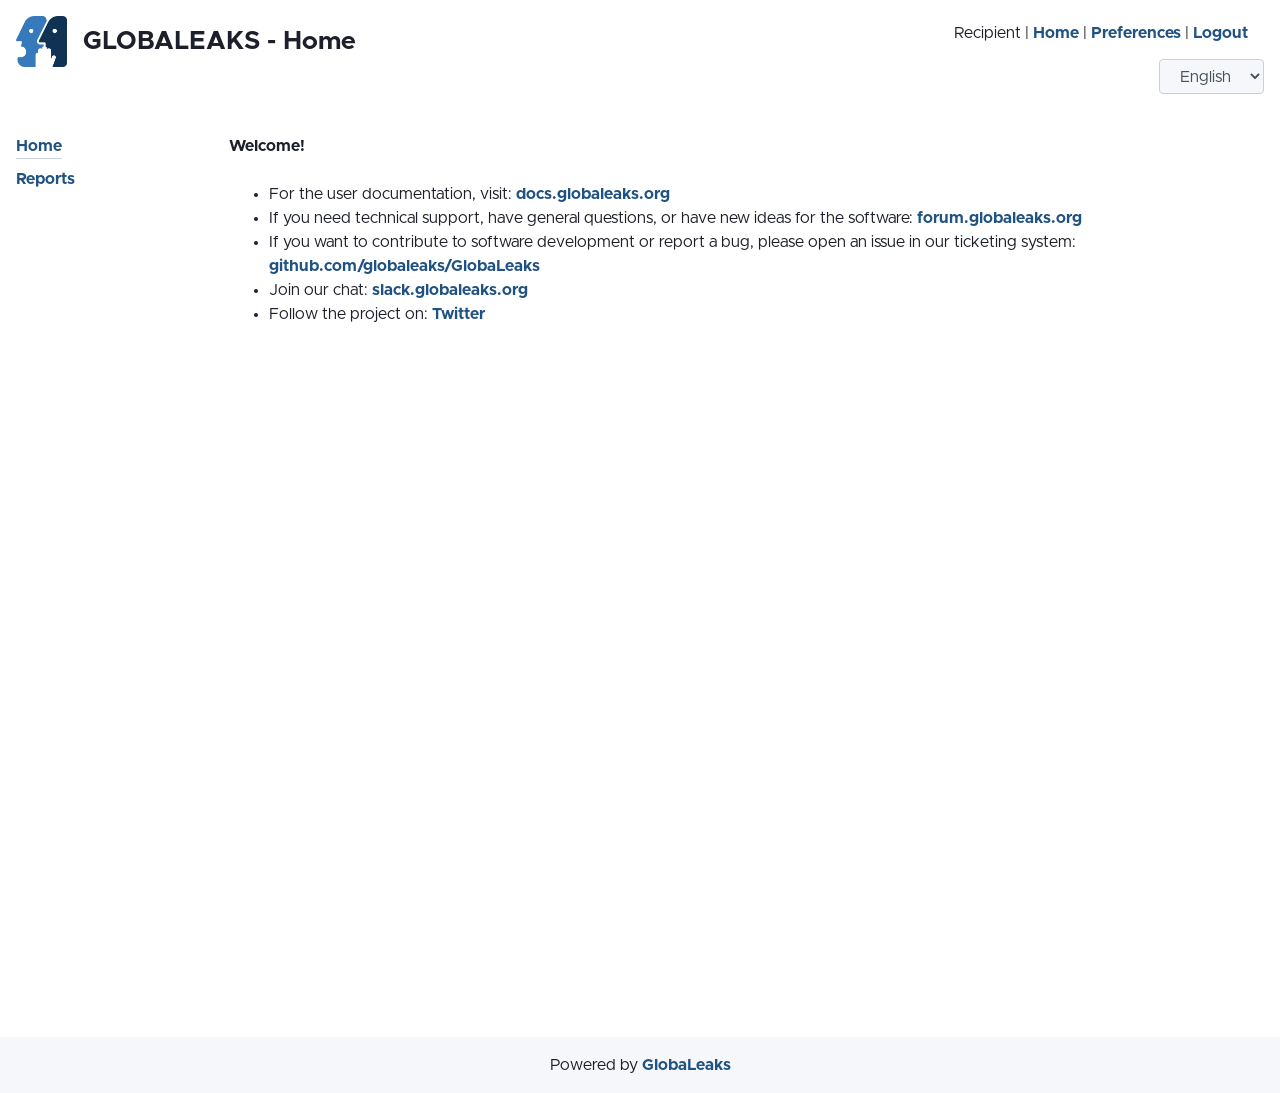 GLOBALEAKS - Home
Recipient | Home | Preferences | Logout
English
Home
Reports
Welcome!
• For the user documentation, visit: docs.globaleaks.org
• If you need technical support, have general questions, or have new ideas for the software: forum.globaleaks.org
• If you want to contribute to software development or report a bug, please open an issue in our ticketing system:
github.com/globaleaks/GlobaLeaks
• Join our chat: slack.globaleaks.org
• Follow the project on: Twitter
Powered by GlobaLeaks